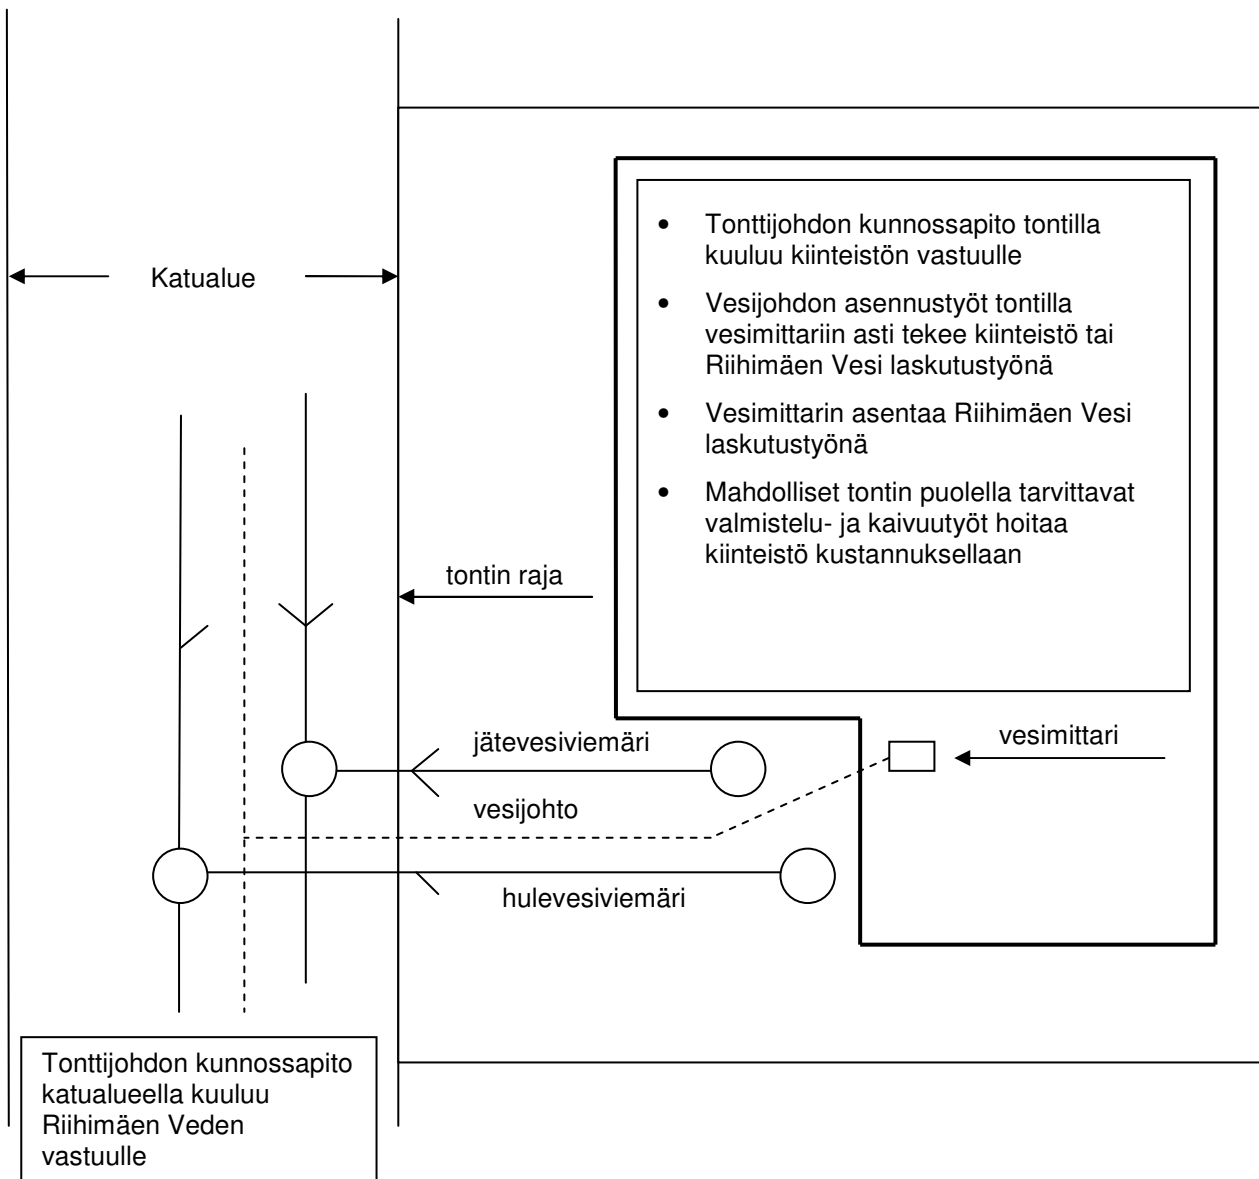 Katualue
• Tonttijohdon kunnossapito tontilla
kuuluu kiinteistön vastuulle
• Vesijohdon asennustyöt tontilla
vesimittariin asti tekee kiinteistö tai
Riihimäen Vesi laskutustyönä
• Vesimittarin asentaa Riihimäen Vesi
laskutustyönä
• Mahdolliset tontin puolella tarvittavat
valmistelu- ja kaivuutyöt hoitaa
kiinteistö kustannuksellaan
tontin raja
jätevesiviemäri
vesimittari
vesijohto
hulevesiviemäri
Tonttijohdon kunnossapito
katualueella kuuluu
Riihimäen Veden
vastuulle